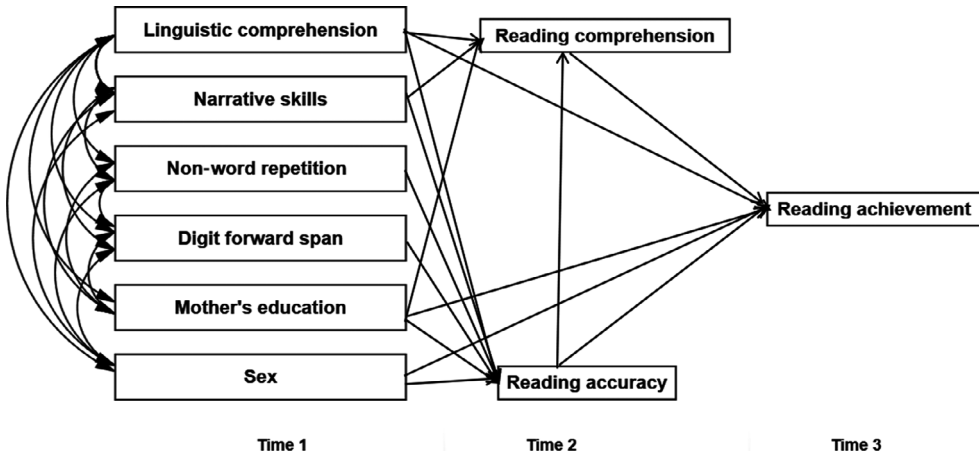 Linguistic comprehension
Reading comprehension
Narrative skills
Non-word repetition
Reading achievement
Digit forward span
Mother's education
Sex
Reading accuracy
Time 1
Time 2
Time 3